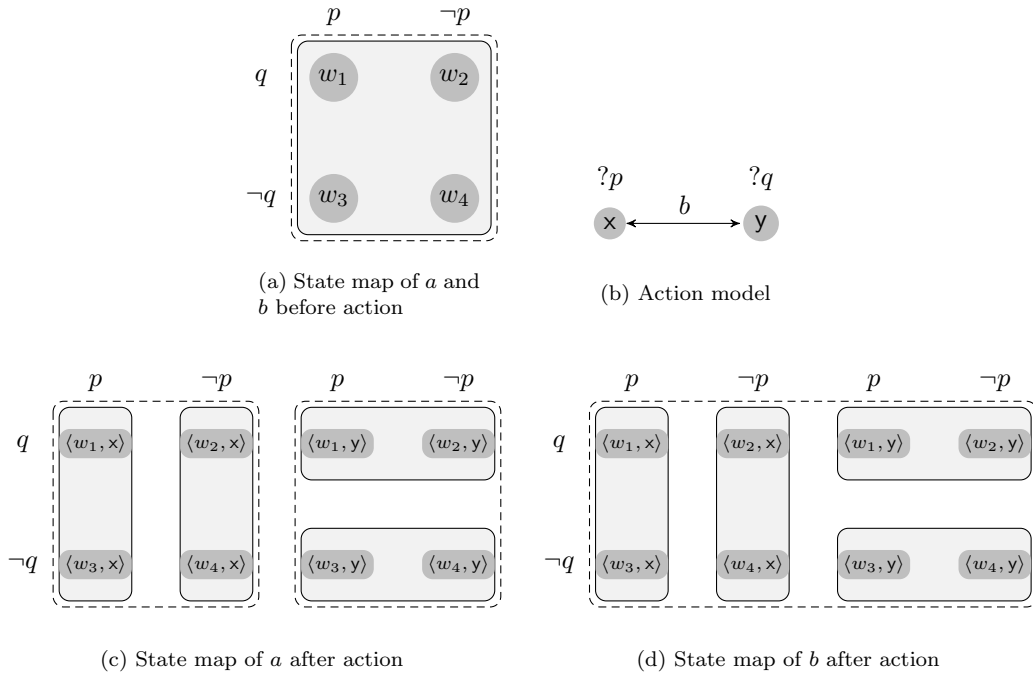 p ¬p
q w₁ w₂
¬q w₃ w₄
(a) State map of a and
b before action
?p ?q
x b y
(b) Action model
p ¬p p ¬p
q ⟨w₁, x⟩ ⟨w₂, x⟩ ⟨w₁, y⟩ ⟨w₂, y⟩
¬q ⟨w₃, x⟩ ⟨w₄, x⟩ ⟨w₃, y⟩ ⟨w₄, y⟩
(c) State map of a after action
p ¬p p ¬p
q ⟨w₁, x⟩ ⟨w₂, x⟩ ⟨w₁, y⟩ ⟨w₂, y⟩
¬q ⟨w₃, x⟩ ⟨w₄, x⟩ ⟨w₃, y⟩ ⟨w₄, y⟩
(d) State map of b after action